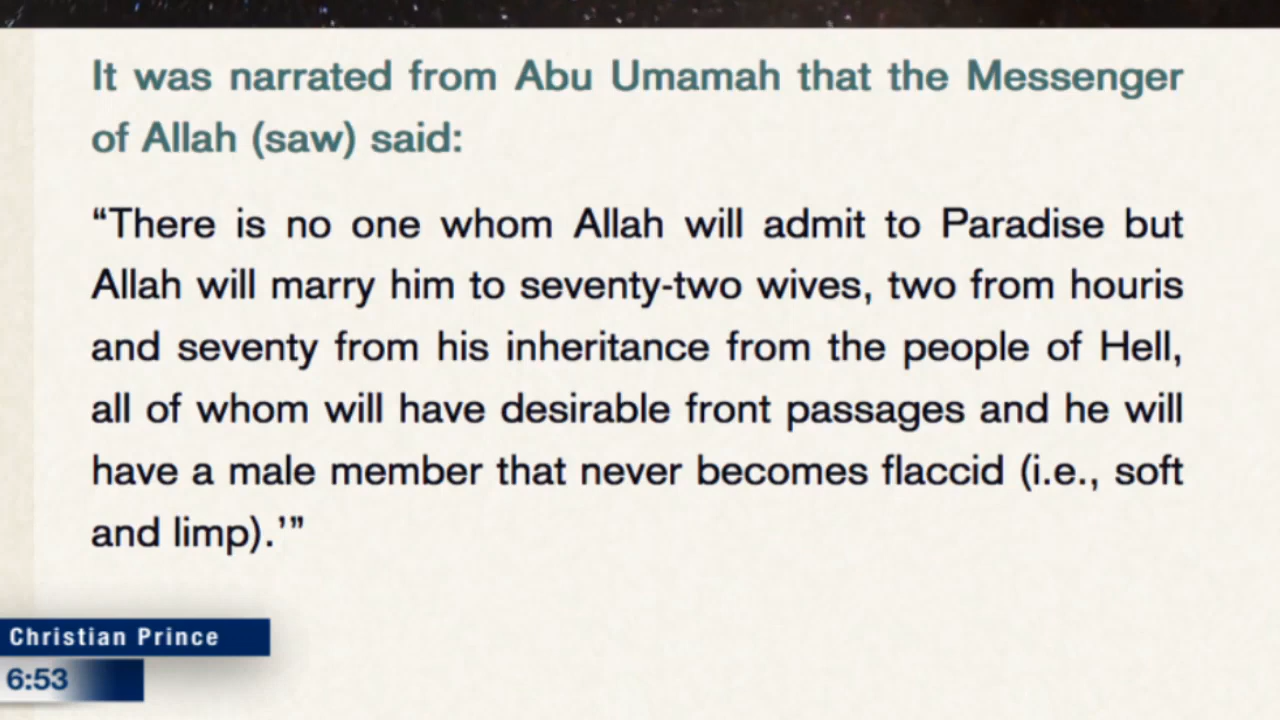 It was narrated from Abu Umamah that the Messenger
of Allah (saw) said:
“There is no one whom Allah will admit to Paradise but
Allah will marry him to seventy-two wives, two from houris
and seventy from his inheritance from the people of Hell,
all of whom will have desirable front passages and he will
have a male member that never becomes flaccid (i.e., soft
and limp).’”
Christian Prince
6:53